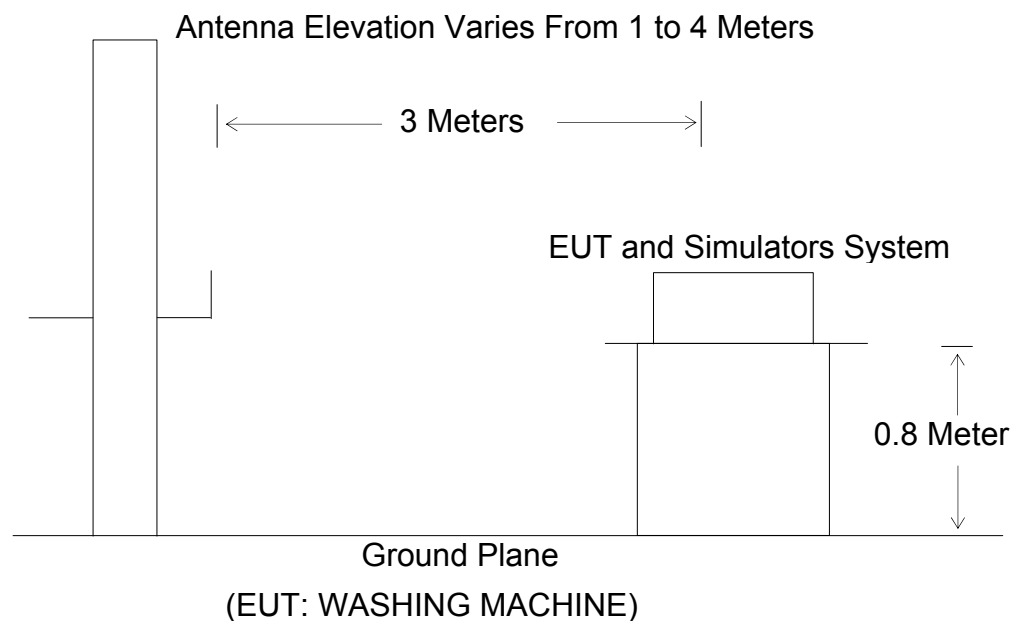 Antenna Elevation Varies From 1 to 4 Meters
3 Meters
EUT and Simulators System
0.8 Meter
Ground Plane
(EUT: WASHING MACHINE)